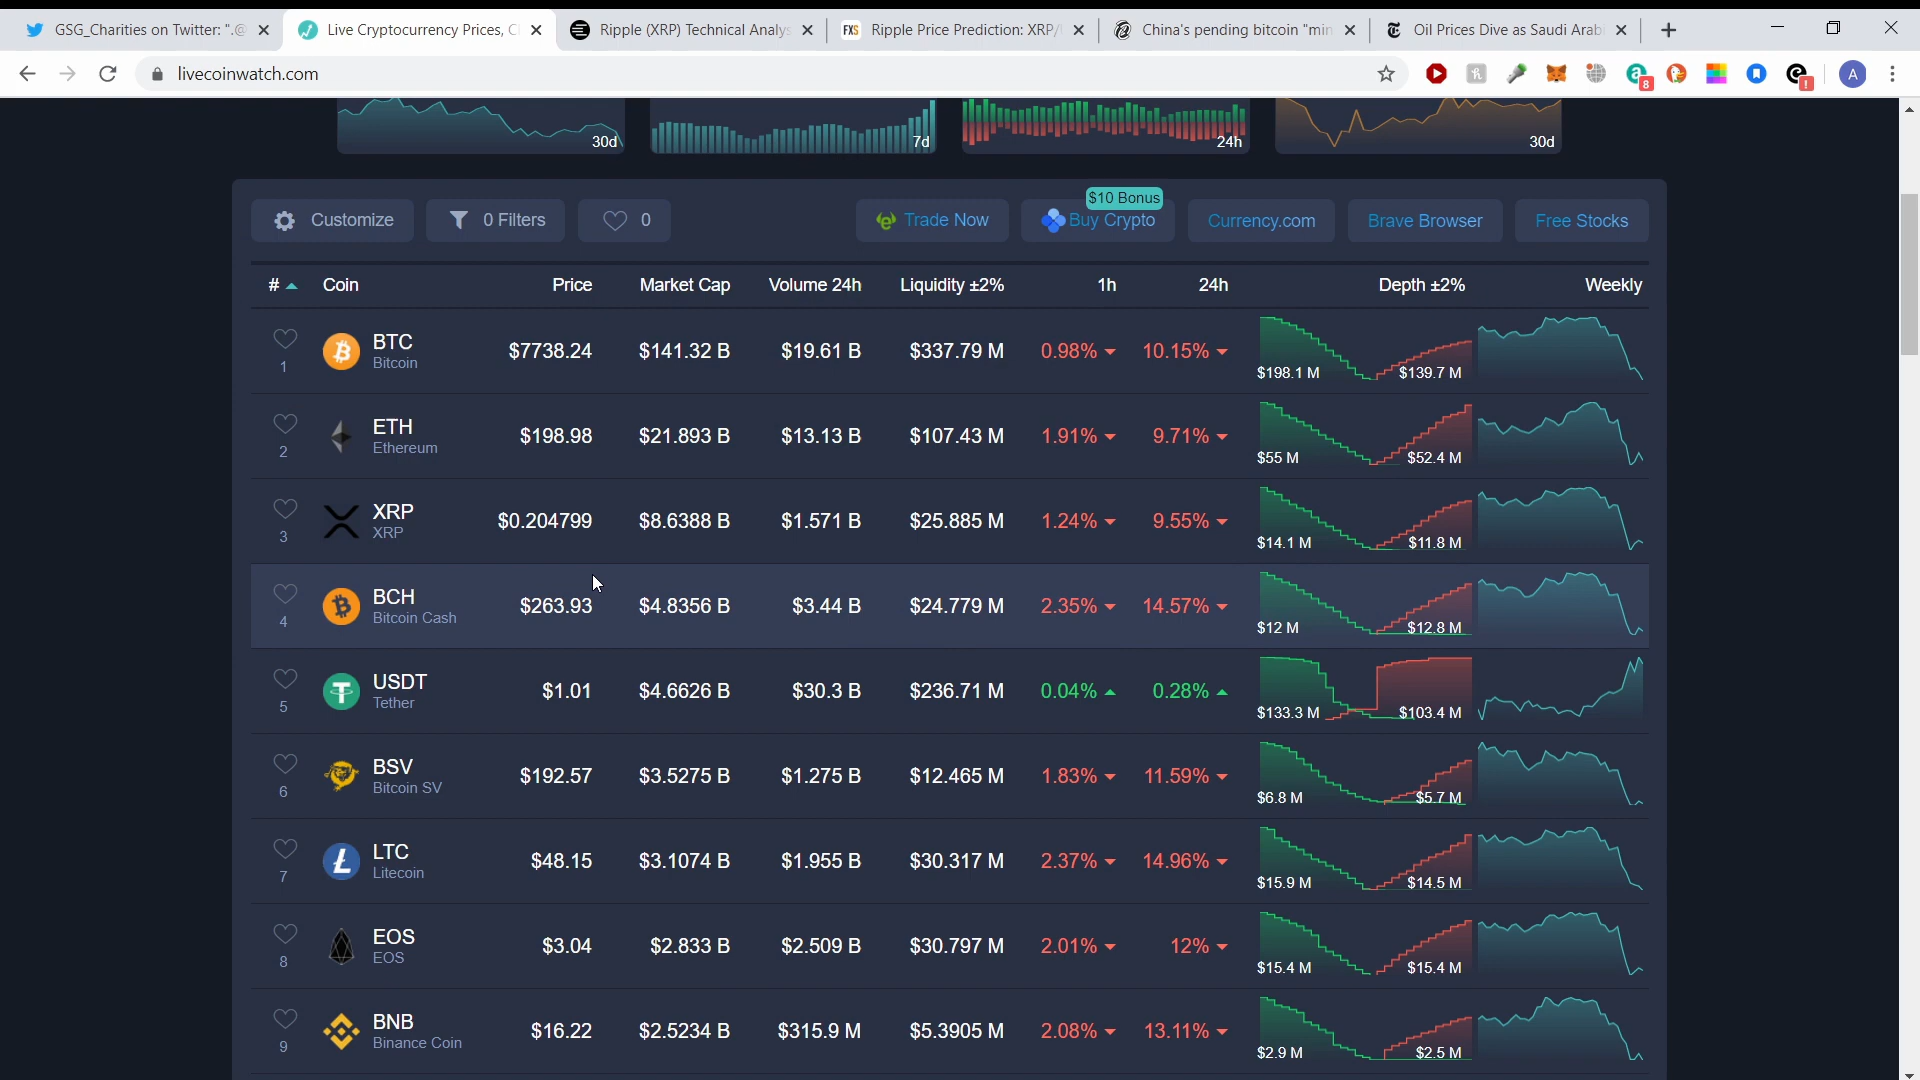 GSG_Charities on Twitter: ".@
Live Cryptocurrency Prices, C
Ripple (XRP) Technical Analys
FXS
Ripple Price Prediction: XRP/
China's pending bitcoin "min
Oil Prices Dive as Saudi Arab
livecoinwatch.com
8
!
A
30d
7d
24h
30d
Customize
0 Filters
0
Trade Now
$10 Bonus
Buy Crypto
Currency.com
Brave Browser
Free Stocks
# Coin Price Market Cap Volume 24h Liquidity ±2% 1h 24h Depth ±2% Weekly
1 BTC $7738.24 $141.32 B $19.61 B $337.79 M 0.98% 10.15% $198.1 M $139.7 M
Bitcoin
2 ETH $198.98 $21.893 B $13.13 B $107.43 M 1.91% 9.71% $55 M $52.4 M
Ethereum
3 XRP $0.204799 $8.6388 B $1.571 B $25.885 M 1.24% 9.55% $14.1 M $11.8 M
XRP
4 BCH $263.93 $4.8356 B $3.44 B $24.779 M 2.35% 14.57% $12 M $12.8 M
Bitcoin Cash
5 USDT $1.01 $4.6626 B $30.3 B $236.71 M 0.04% 0.28% $133.3 M $103.4 M
Tether
6 BSV $192.57 $3.5275 B $1.275 B $12.465 M 1.83% 11.59% $6.8 M $5.7 M
Bitcoin SV
7 LTC $48.15 $3.1074 B $1.955 B $30.317 M 2.37% 14.96% $15.9 M $14.5 M
Litecoin
8 EOS $3.04 $2.833 B $2.509 B $30.797 M 2.01% 12% $15.4 M $15.4 M
EOS
9 BNB $16.22 $2.5234 B $315.9 M $5.3905 M 2.08% 13.11% $2.9 M $2.5 M
Binance Coin